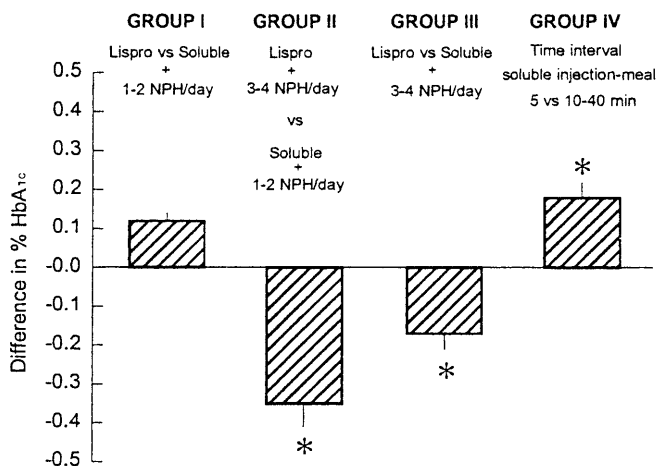 GROUP I
Lispro vs Soluble
+
1-2 NPH/day
GROUP II
Lispro
+
3-4 NPH/day
vs
Soluble
+
1-2 NPH/day
GROUP III
Lispro vs Soluble
+
3-4 NPH/day
GROUP IV
Time interval
soluble injection-meal
5 vs 10-40 min
Difference in % HbA1c
0.5
0.4
0.3
0.2
0.1
-0.0
-0.1
-0.2
-0.3
-0.4
-0.5
*
*
*